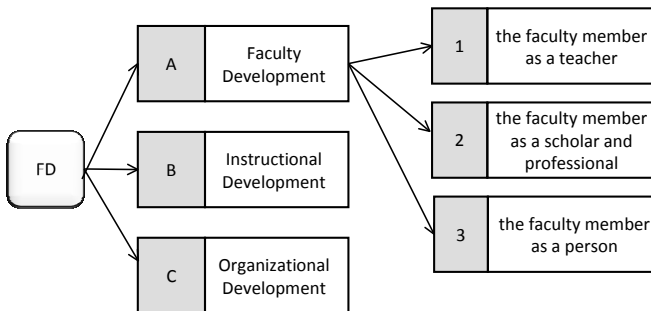 FD
A
Faculty
Development
B
Instructional
Development
C
Organizational
Development
1
the faculty member
as a teacher
2
the faculty member
as a scholar and
professional
3
the faculty member
as a person